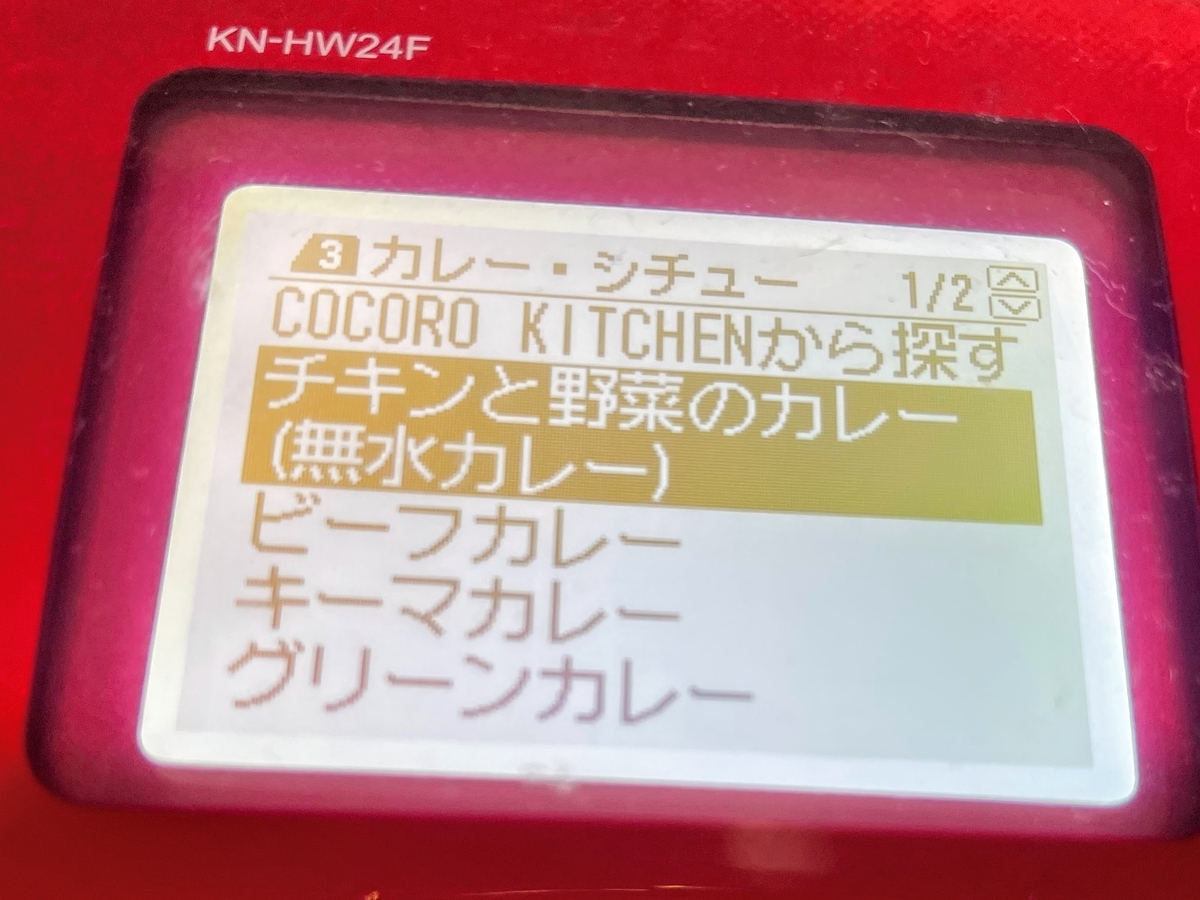 KN-HW24F
3 カレー・シチュー 1/2
COCORO KITCHENから探す
チキンと野菜のカレー
(無水カレー)
ビーフカレー
キーマカレー
グリーンカレー